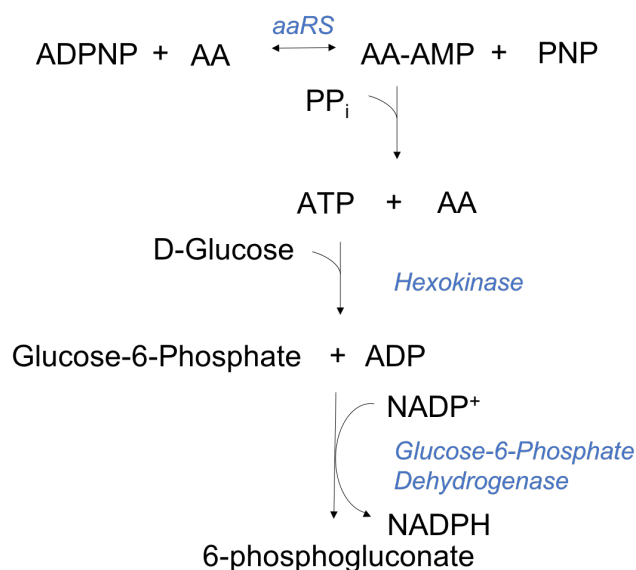 aaRS
ADPNP + AA AA-AMP + PNP
PPi
ATP + AA
D-Glucose
Hexokinase
Glucose-6-Phosphate + ADP
NADP+
Glucose-6-Phosphate
Dehydrogenase
NADPH
6-phosphogluconate